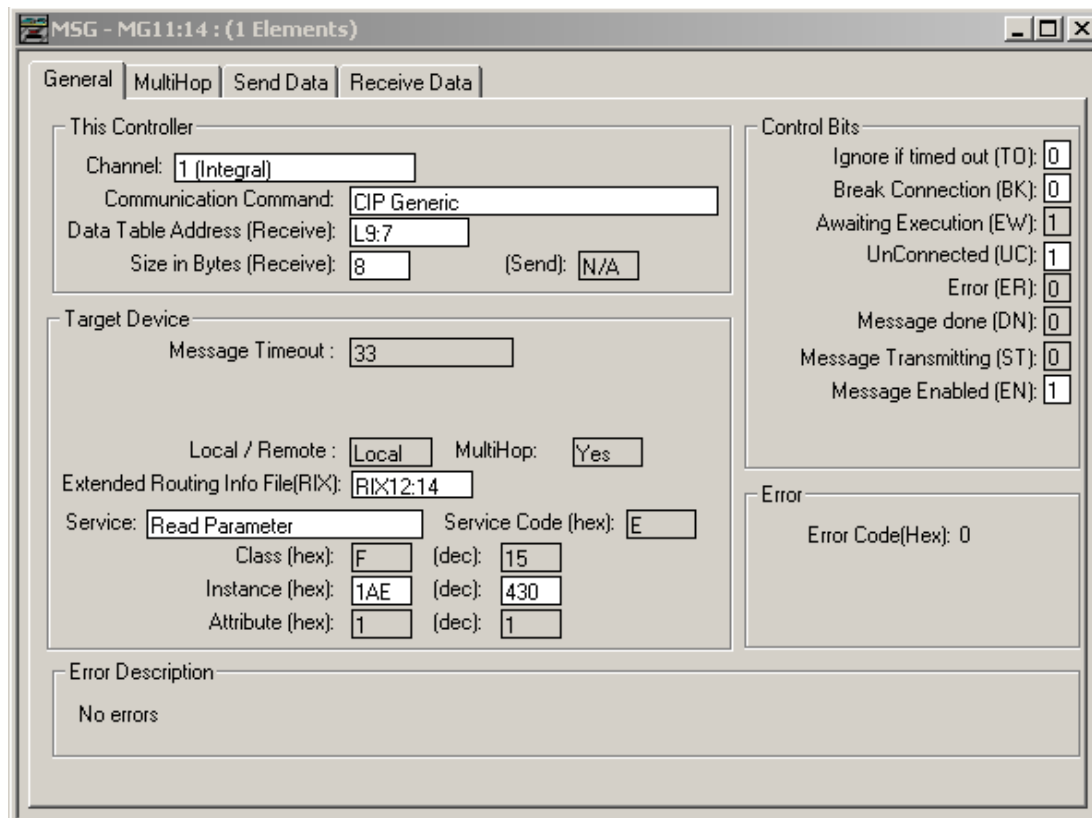 MSG - MG11:14 : (1 Elements)
General MultiHop Send Data Receive Data
This Controller
Channel: 1 (Integral)
Communication Command: CIP Generic
Data Table Address (Receive): L9:7
Size in Bytes (Receive): 8 (Send): N/A
Target Device
Message Timeout : 33
Local / Remote : Local MultiHop: Yes
Extended Routing Info File(RIX): RIX12:14
Service: Read Parameter Service Code (hex): E
Class (hex): F (dec): 15
Instance (hex): 1AE (dec): 430
Attribute (hex): 1 (dec): 1
Control Bits
Ignore if timed out (TO): 0
Break Connection (BK): 0
Awaiting Execution (EW): 1
UnConnected (UC): 1
Error (ER): 0
Message done (DN): 0
Message Transmitting (ST): 0
Message Enabled (EN): 1
Error
Error Code(Hex): 0
Error Description
No errors